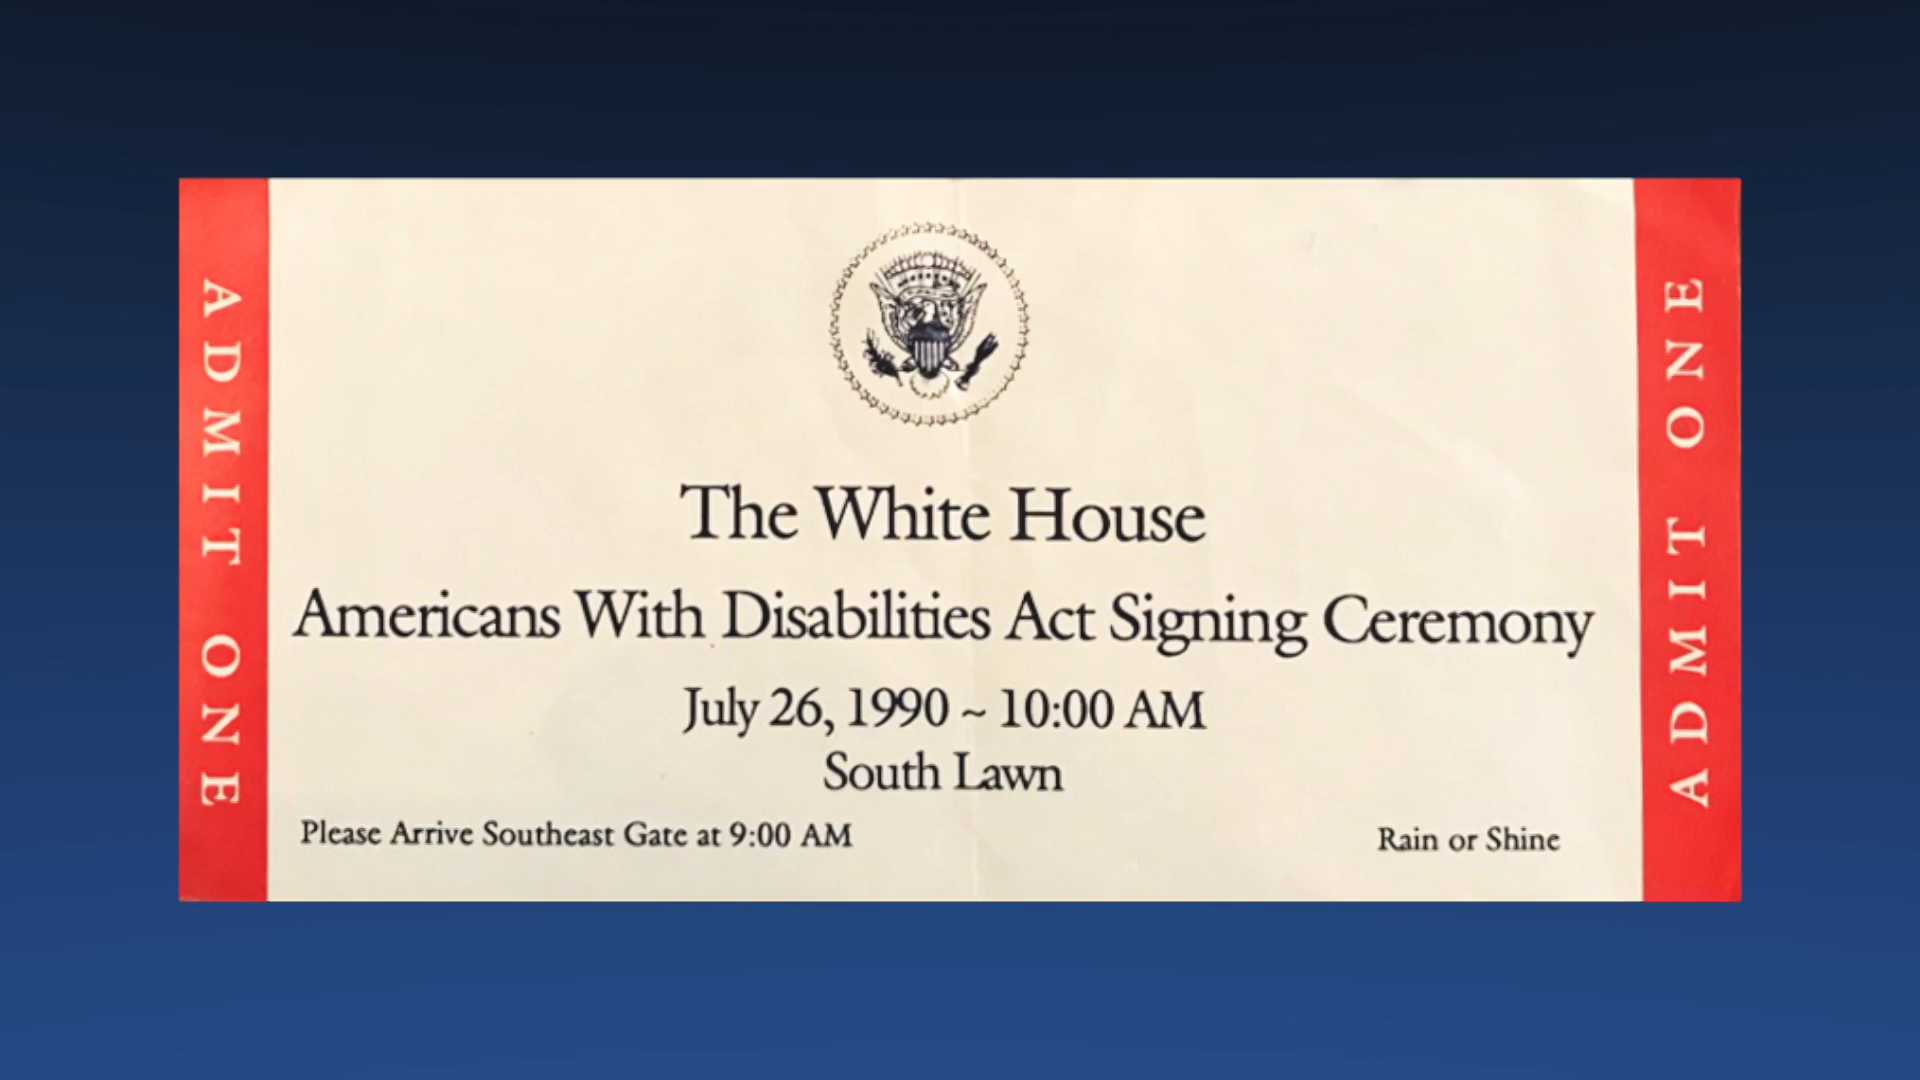 ADMIT ONE
The White House
Americans With Disabilities Act Signing Ceremony
July 26, 1990 ~ 10:00 AM
South Lawn
Please Arrive Southeast Gate at 9:00 AM
Rain or Shine
ADMIT ONE